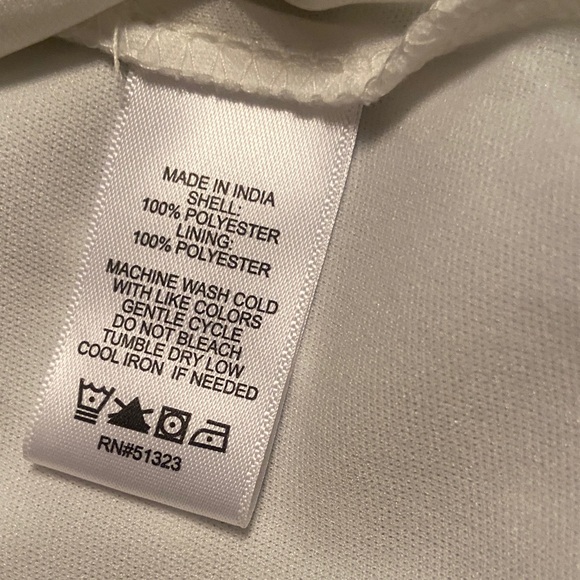 MADE IN INDIA
SHELL:
100% POLYESTER
LINING:
100% POLYESTER
MACHINE WASH COLD
WITH LIKE COLORS
GENTLE CYCLE
DO NOT BLEACH
TUMBLE DRY LOW
COOL IRON IF NEEDED
RN#51323